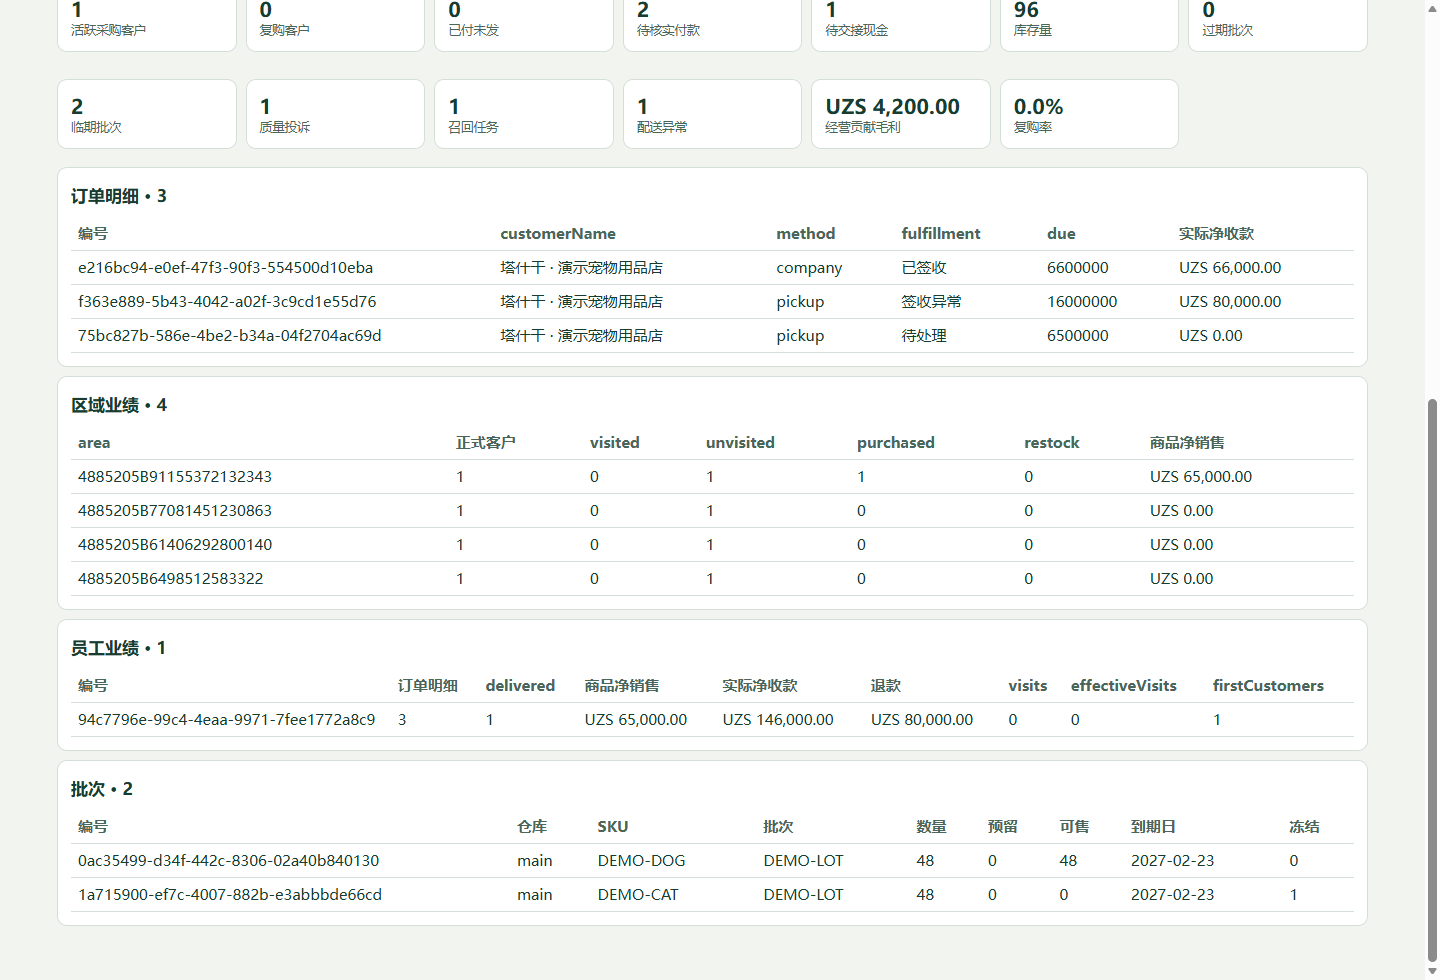 1 0 0 2 1 96 0
活跃采购客户 复购客户 已付未发 待核实付款 待交接现金 库存量 过期批次
2 1 1 1 UZS 4,200.00 0.0%
临期批次 质量投诉 召回任务 配送异常 经营贡献毛利 复购率
订单明细 • 3
编号 customerName method fulfillment due 实际净收款
e216bc94-e0ef-47f3-90f3-554500d10eba 塔什干 · 演示宠物用品店 company 已签收 6600000 UZS 66,000.00
f363e889-5b43-4042-a02f-3c9cd1e55d76 塔什干 · 演示宠物用品店 pickup 签收异常 16000000 UZS 80,000.00
75bc827b-586e-4be2-b34a-04f2704ac69d 塔什干 · 演示宠物用品店 pickup 待处理 6500000 UZS 0.00
区域业绩 • 4
area 正式客户 visited unvisited purchased restock 商品净销售
4885205B91155372132343 1 0 1 1 0 UZS 65,000.00
4885205B77081451230863 1 0 1 0 0 UZS 0.00
4885205B61406292800140 1 0 1 0 0 UZS 0.00
4885205B6498512583322 1 0 1 0 0 UZS 0.00
员工业绩 • 1
编号 订单明细 delivered 商品净销售 实际净收款 退款 visits effectiveVisits firstCustomers
94c7796e-99c4-4eaa-9971-7fee1772a8c9 3 1 UZS 65,000.00 UZS 146,000.00 UZS 80,000.00 0 0 1
批次 • 2
编号 仓库 SKU 批次 数量 预留 可售 到期日 冻结
0ac35499-d34f-442c-8306-02a40b840130 main DEMO-DOG DEMO-LOT 48 0 48 2027-02-23 0
1a715900-ef7c-4007-882b-e3abbbde66cd main DEMO-CAT DEMO-LOT 48 0 0 2027-02-23 1